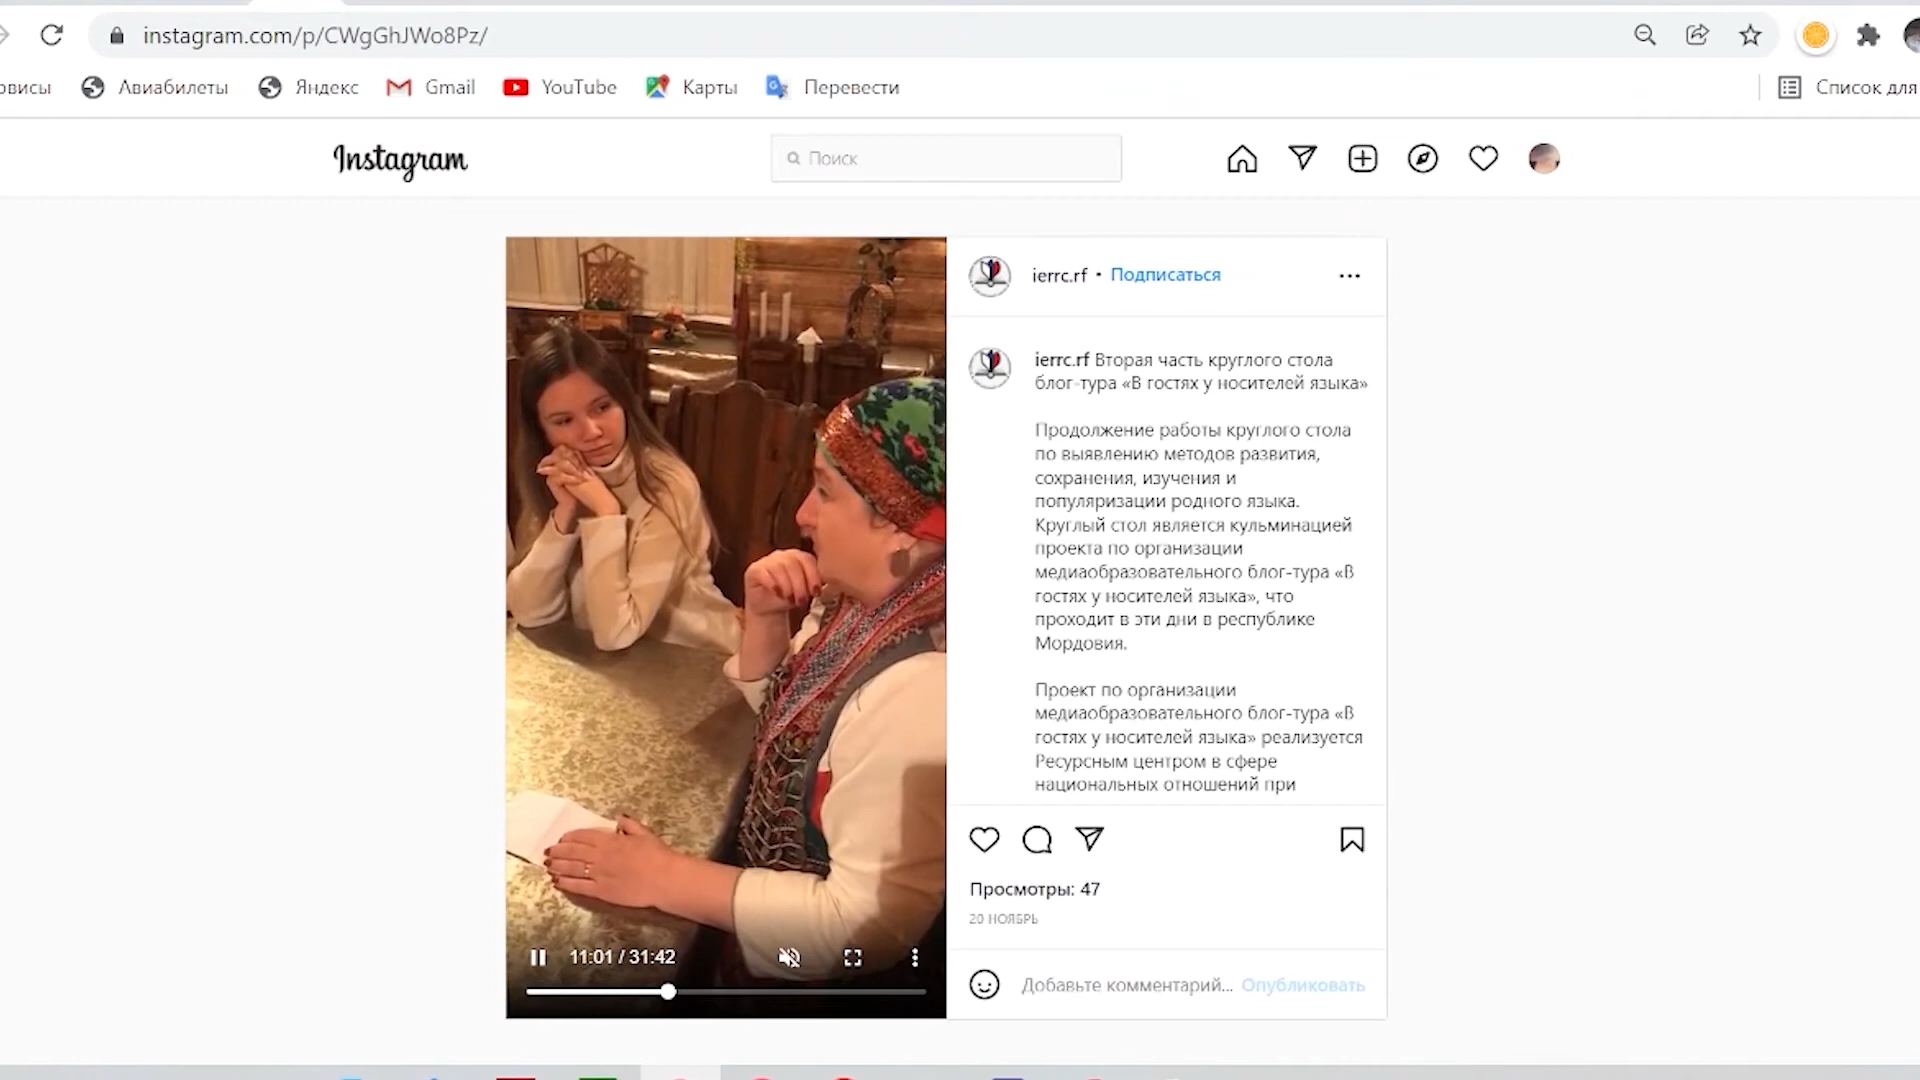 instagram.com/p/CWgGhJWo8Pz/
Авиабилеты
Яндекс
Gmail
YouTube
Карты
Перевести
Список для
Instagram
Поиск
ierrc.rf • Подписаться
ierrc.rf Вторая часть круглого стола
блог-тура «В гостях у носителей языка»
Продолжение работы круглого стола
по выявлению методов развития,
сохранения, изучения и
популяризации родного языка.
Круглый стол является кульминацией
проекта по организации
медиаобразовательного блог-тура «В
гостях у носителей языка», что
проходит в эти дни в республике
Мордовия.
Проект по организации
медиаобразовательного блог-тура «В
гостях у носителей языка» реализуется
Ресурсным центром в сфере
национальных отношений при
Просмотры: 47
20 НОЯБРЬ
11:01 / 31:42
Добавьте комментарий... Опубликовать